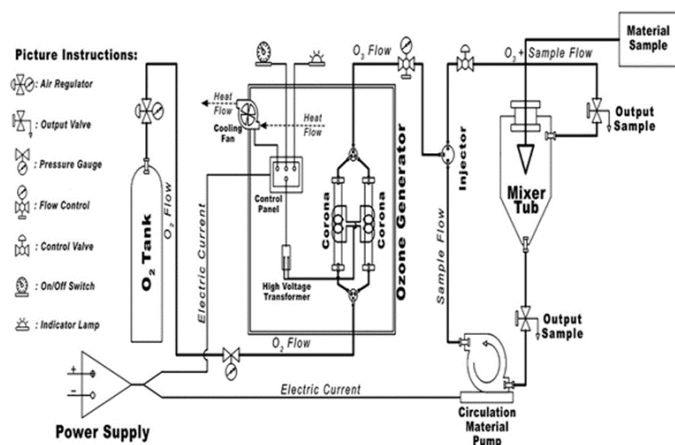 Picture Instructions:
: Air Regulator
: Output Valve
: Pressure Gauge
: Flow Control
: Control Valve
: On/Off Switch
: Indicator Lamp
O₂ Tank
O₂ Flow
Electric Current
Heat
Flow
Cooling
Fan
Heat
Flow
Control
Panel
High Voltage
Transformer
Corona
Corona
Ozone Generator
O₃ Flow
O₂ Flow
Injector
Sample Flow
O₃ + Sample Flow
Material
Sample
Output
Sample
Mixer
Tub
Output
Sample
Circulation
Material
Pump
Electric Current
+
−
Power Supply